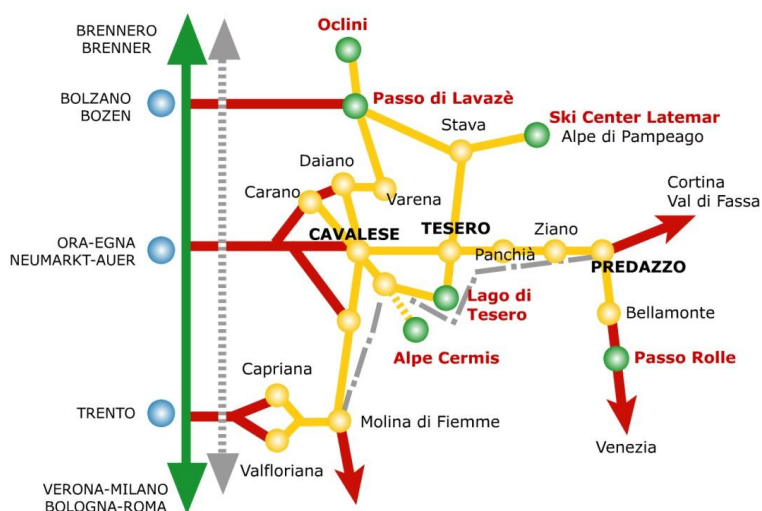 BRENNERO
BRENNER
Oclini
BOLZANO
BOZEN
Passo di Lavazè
Ski Center Latemar
Stava
Alpe di Pampeago
Daiano
Carano
Varena
Cortina
Val di Fassa
CAVALESE
TESERO
Ziano
ORA-EGNA
NEUMARKT-AUER
Panchià
PREDAZZO
Lago di
Tesero
Bellamonte
Alpe Cermis
Passo Rolle
Capriana
TRENTO
Molina di Fiemme
Venezia
Valfloriana
VERONA-MILANO
BOLOGNA-ROMA